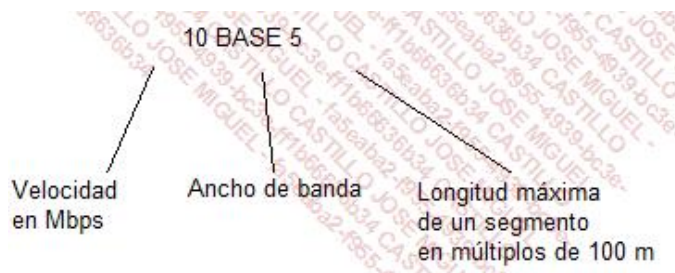 10 BASE 5
Velocidad
en Mbps
Ancho de banda
Longitud máxima
de un segmento
en múltiplos de 100 m